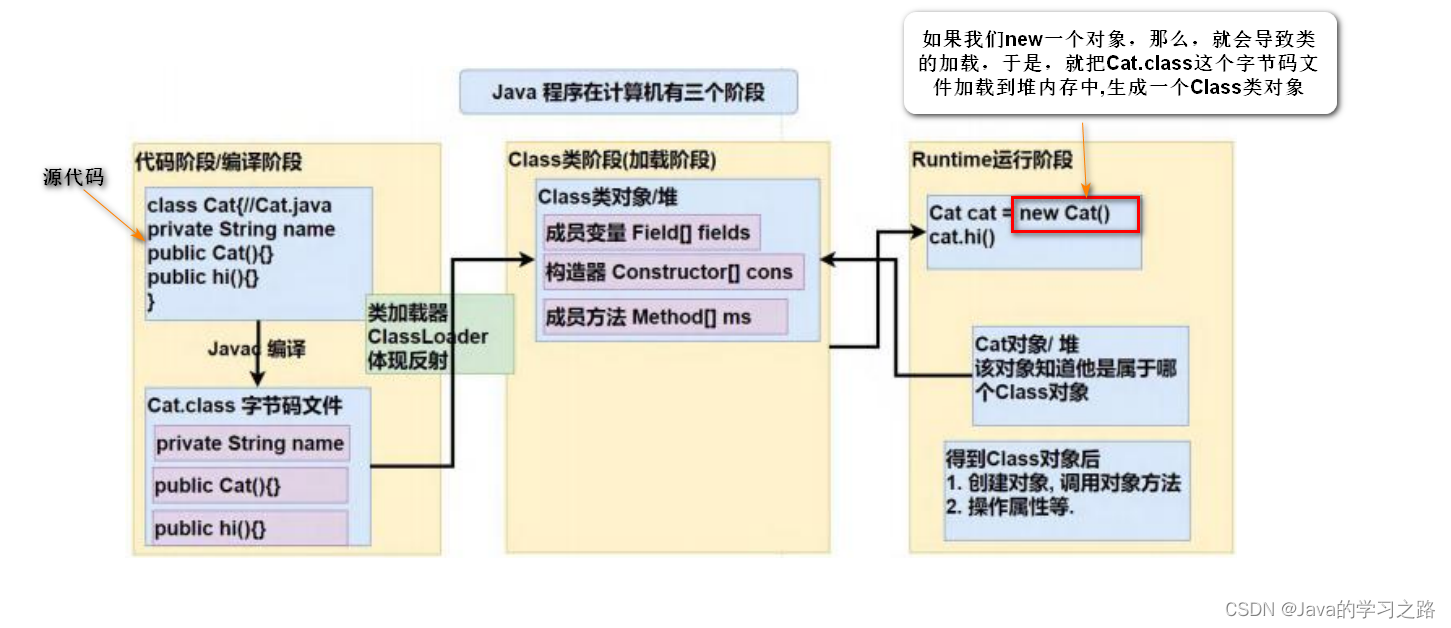 如果我们new一个对象，那么，就会导致类
的加载，于是，就把Cat.class这个字节码文
件加载到堆内存中,生成一个Class类对象
Java 程序在计算机有三个阶段
源代码
代码阶段/编译阶段
class Cat{//Cat.java
private String name
public Cat(){}
public hi(){}
}
Javac 编译
Cat.class 字节码文件
private String name
public Cat(){}
public hi(){}
类加载器
ClassLoader
体现反射
Class类阶段(加载阶段)
Class类对象/堆
成员变量 Field[] fields
构造器 Constructor[] cons
成员方法 Method[] ms
Runtime运行阶段
Cat cat = new Cat()
cat.hi()
Cat对象/ 堆
该对象知道他是属于哪
个Class对象
得到Class对象后
1. 创建对象, 调用对象方法
2. 操作属性等.
CSDN @Java的学习之路